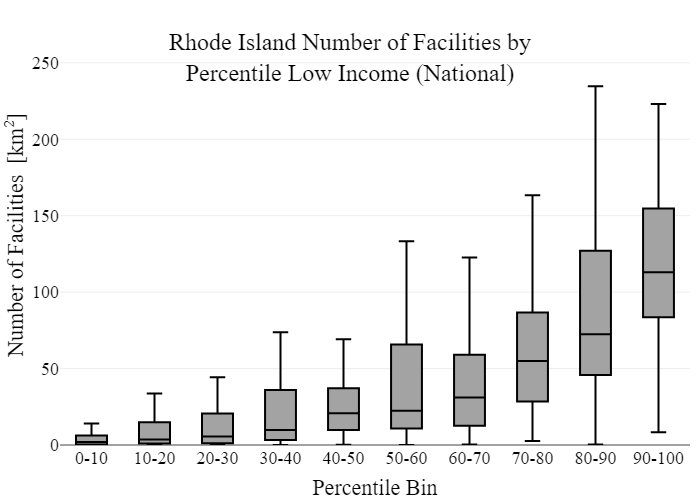 Rhode Island Number of Facilities by
Percentile Low Income (National)
Number of Facilities [km²]
250
200
150
100
50
0
0-10 10-20 20-30 30-40 40-50 50-60 60-70 70-80 80-90 90-100
Percentile Bin